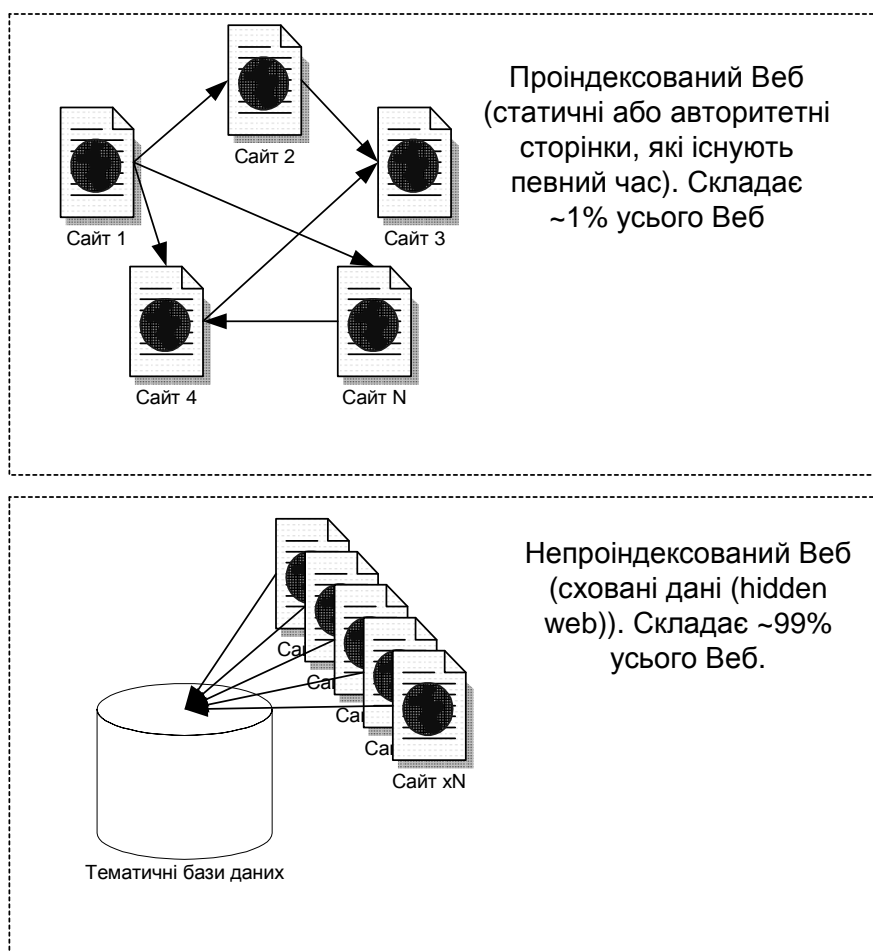 Проіндексований Веб
(статичні або авторитетні
сторінки, які існують
певний час). Складає
~1% усього Веб
Сайт 2
Сайт 1
Сайт 3
Сайт 4
Сайт N
Непроіндексований Веб
(сховані дані (hidden
web)). Складає ~99%
усього Веб.
Сайт xN
Тематичні бази даних